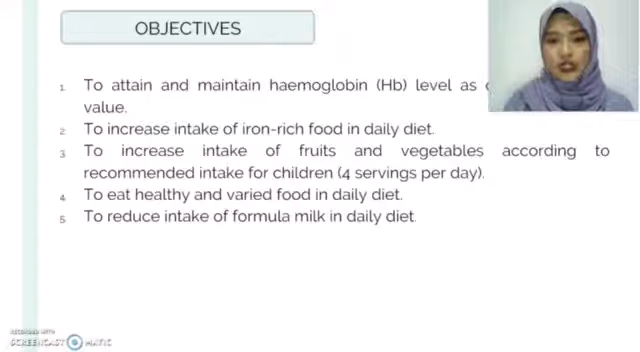 OBJECTIVES
1. To attain and maintain haemoglobin (Hb) level as
value.
2. To increase intake of iron-rich food in daily diet.
3. To increase intake of fruits and vegetables according to
recommended intake for children (4 servings per day).
4. To eat healthy and varied food in daily diet.
5. To reduce intake of formula milk in daily diet.
RECORDED WITH
SCREENCAST MATIC